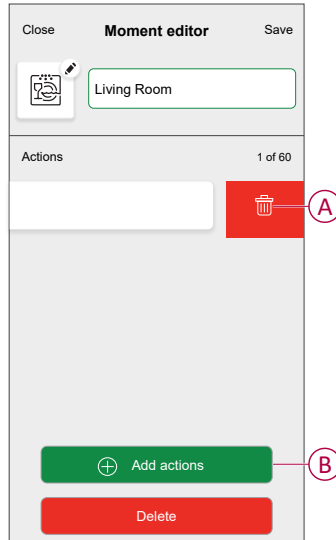 Close Moment editor Save
Living Room
Actions 1 of 60
A
Add actions B
Delete